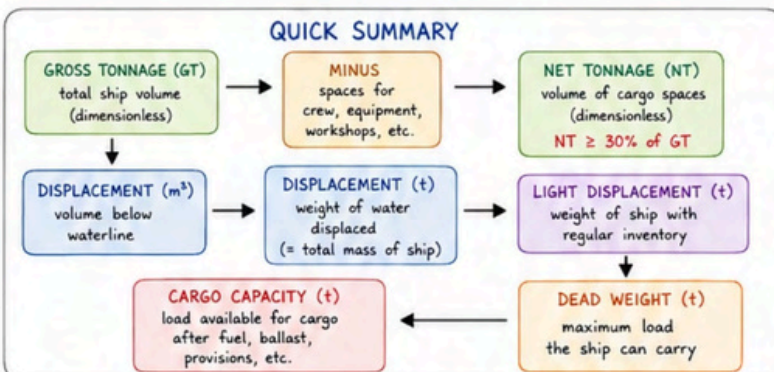 QUICK SUMMARY
GROSS TONNAGE (GT)
total ship volume
(dimensionless)
MINUS
spaces for
crew, equipment,
workshops, etc.
NET TONNAGE (NT)
volume of cargo spaces
(dimensionless)
NT ≥ 30% of GT
DISPLACEMENT (m³)
volume below
waterline
DISPLACEMENT (t)
weight of water
displaced
(= total mass of ship)
LIGHT DISPLACEMENT (t)
weight of ship with
regular inventory
CARGO CAPACITY (t)
load available for cargo
after fuel, ballast,
provisions, etc.
DEAD WEIGHT (t)
maximum load
the ship can carry